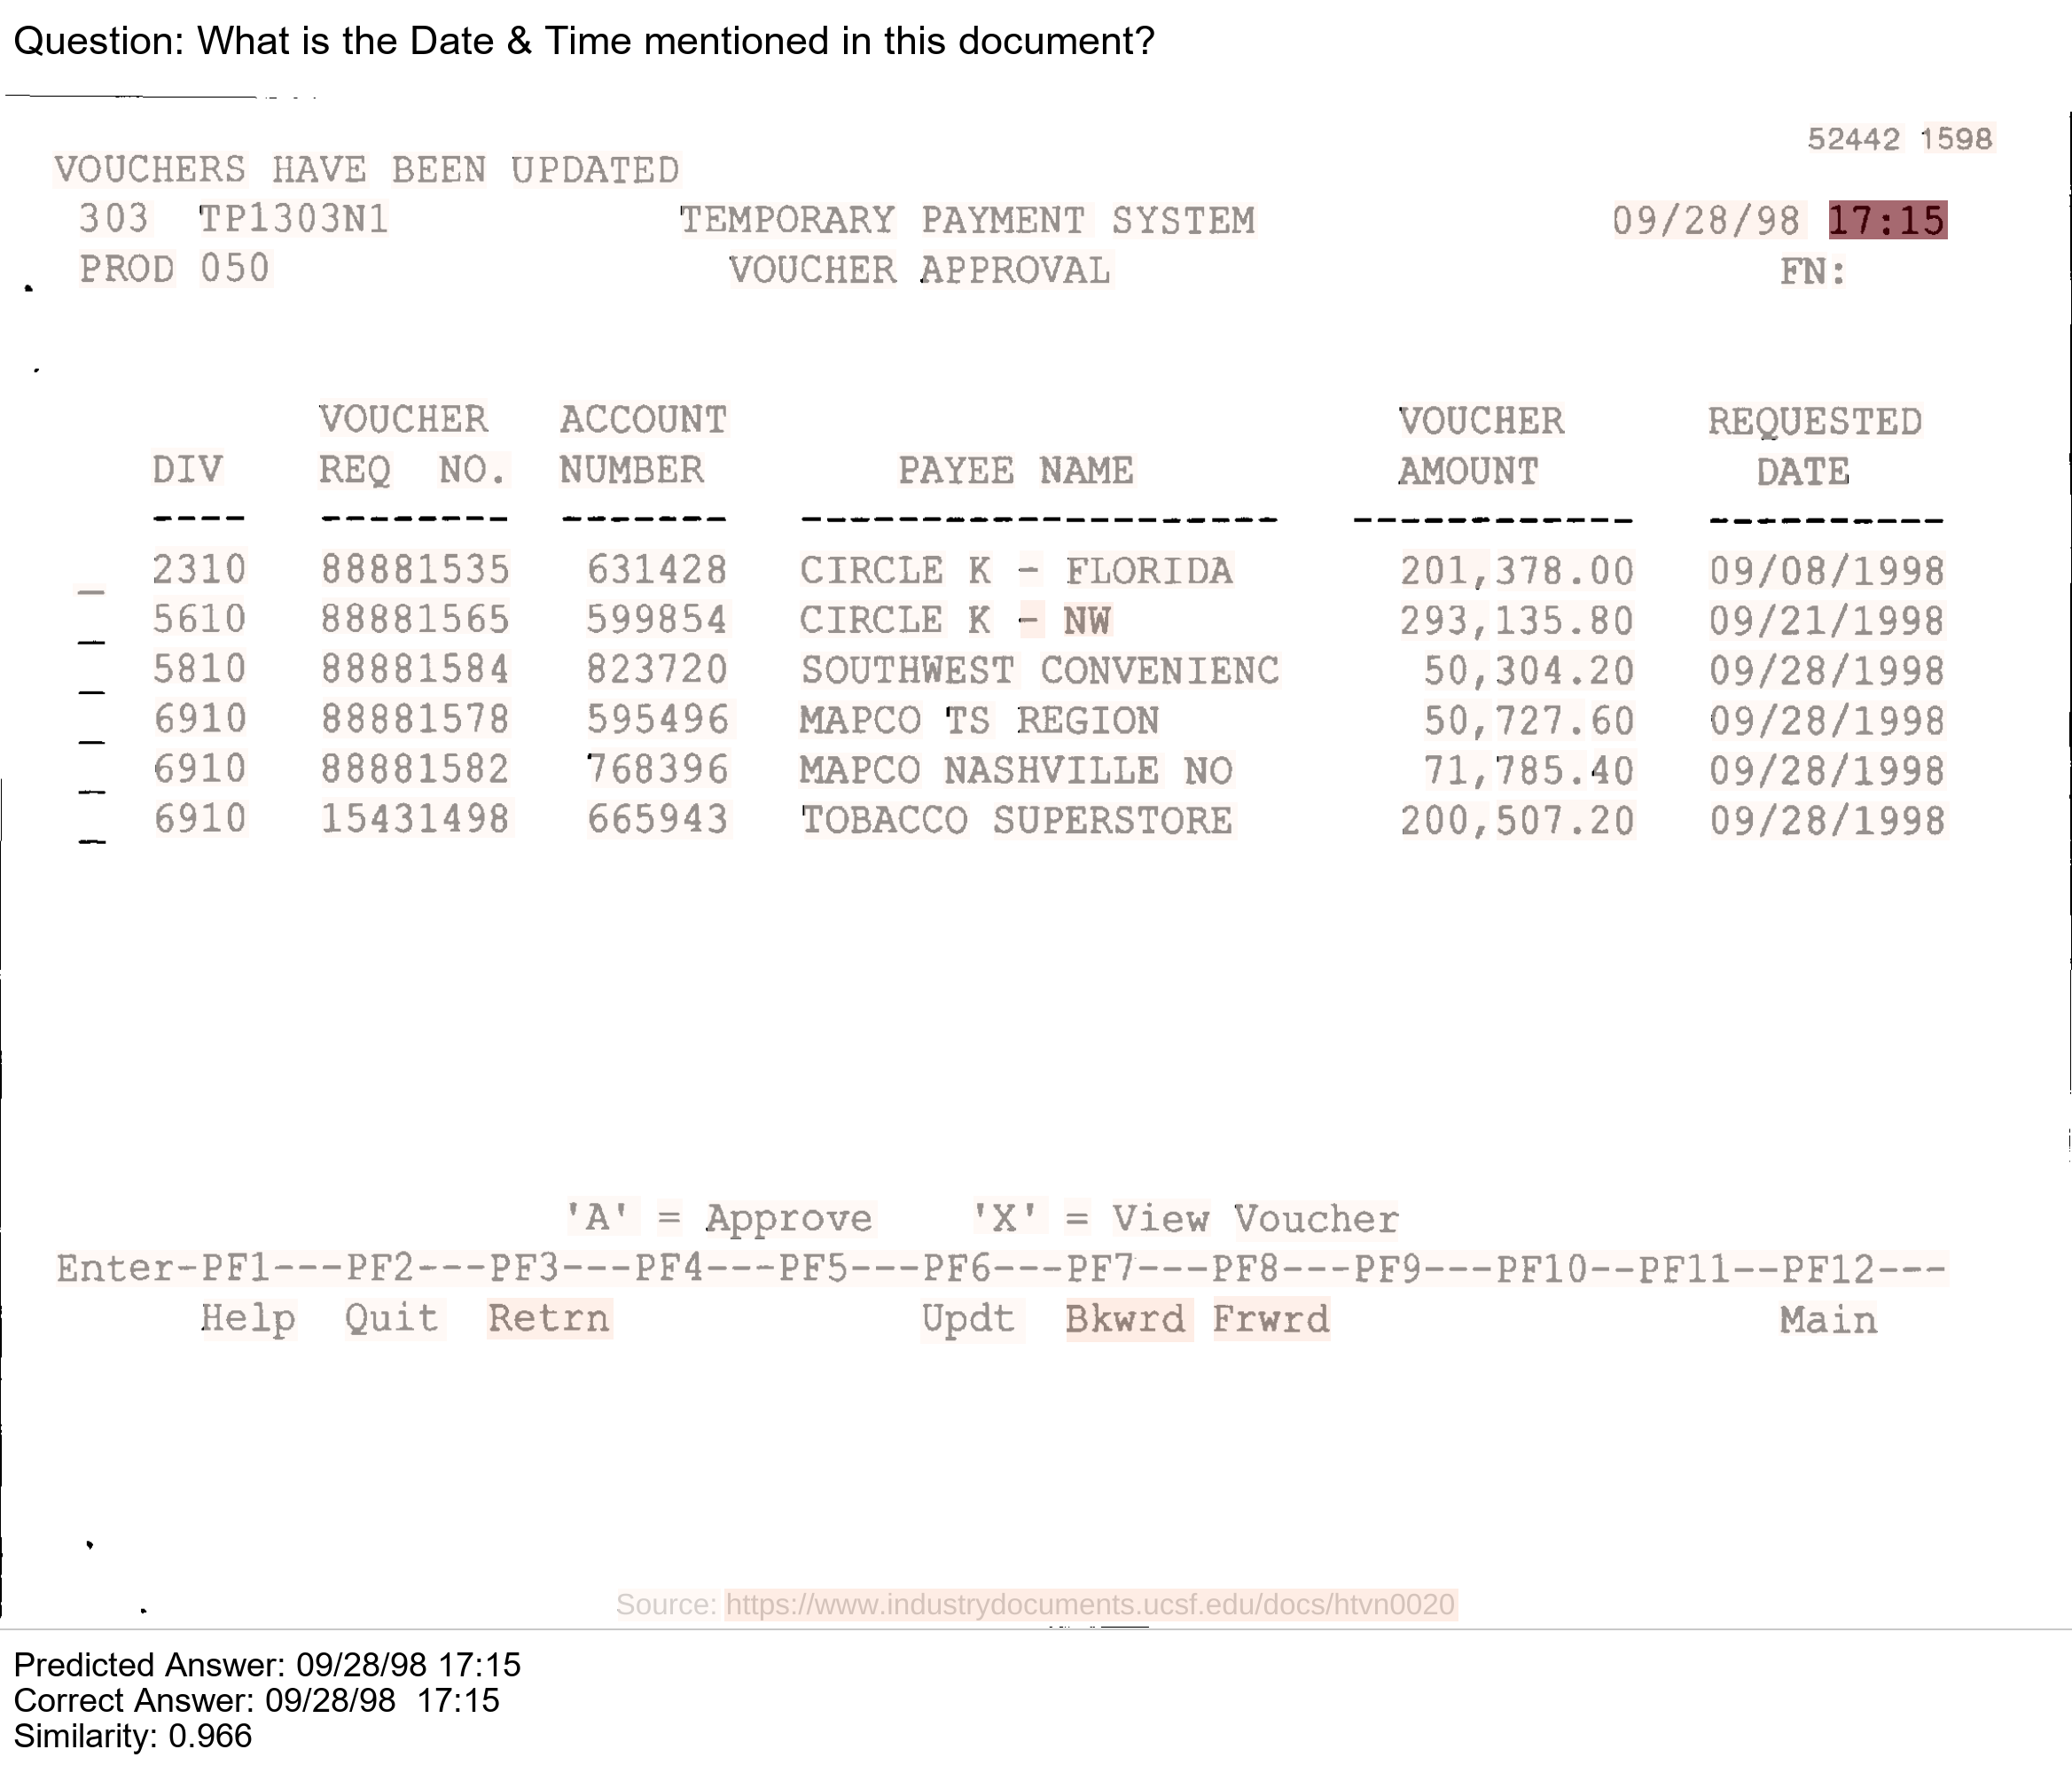 Question: What is the Date & Time mentioned in this document?
52442 1598
VOUCHERS HAVE BEEN UPDATED
303 TP1303N1 TEMPORARY PAYMENT SYSTEM 09/28/98 17:15
PROD 050 VOUCHER APPROVAL FN:
VOUCHER ACCOUNT VOUCHER REQUESTED
DIV REQ NO. NUMBER PAYEE NAME AMOUNT DATE
---- -------- ------- -------------------- ------------ ----------
_ 2310 88881535 631428 CIRCLE K - FLORIDA 201,378.00 09/08/1998
_ 5610 88881565 599854 CIRCLE K - NW 293,135.80 09/21/1998
_ 5810 88881584 823720 SOUTHWEST CONVENIENC 50,304.20 09/28/1998
_ 6910 88881578 595496 MAPCO TS REGION 50,727.60 09/28/1998
_ 6910 88881582 768396 MAPCO NASHVILLE NO 71,785.40 09/28/1998
_ 6910 15431498 665943 TOBACCO SUPERSTORE 200,507.20 09/28/1998
'A' = Approve 'X' = View Voucher
Enter-PF1---PF2---PF3---PF4---PF5---PF6---PF7---PF8---PF9---PF10--PF11--PF12---
Help Quit Retrn Updt Bkwrd Frwrd Main
Source: https://www.industrydocuments.ucsf.edu/docs/htvn0020
Predicted Answer: 09/28/98 17:15
Correct Answer: 09/28/98  17:15
Similarity: 0.966